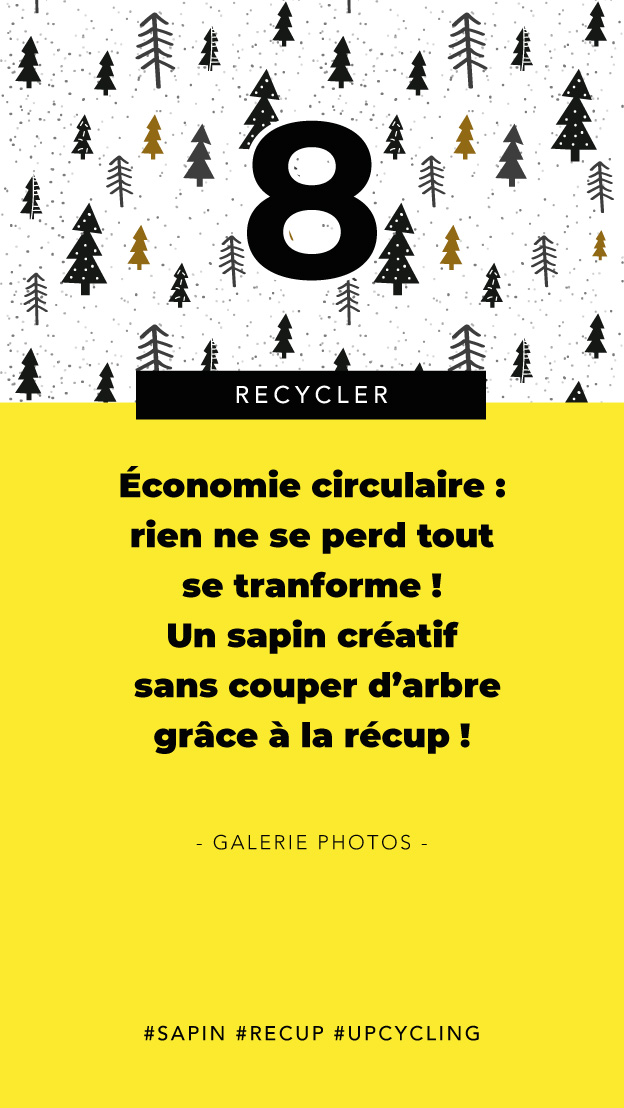 8
RECYCLER
Économie circulaire :
rien ne se perd tout
se tranforme !
Un sapin créatif
sans couper d’arbre
grâce à la récup !
- GALERIE PHOTOS -
#SAPIN #RECUP #UPCYCLING